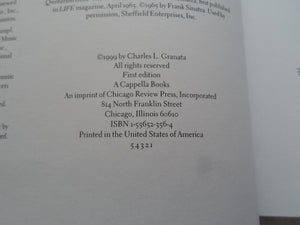 in LIFE magazine, April 1965. ©1965 by Frank Sinatra. Used by
permission, Sheffield Enterprises, Inc.
©1999 by Charles L. Granata
All rights reserved
First edition
A Cappella Books
An imprint of Chicago Review Press, Incorporated
814 North Franklin Street
Chicago, Illinois 60610
ISBN 1-55652-356-4
Printed in the United States of America
5 4 3 2 1